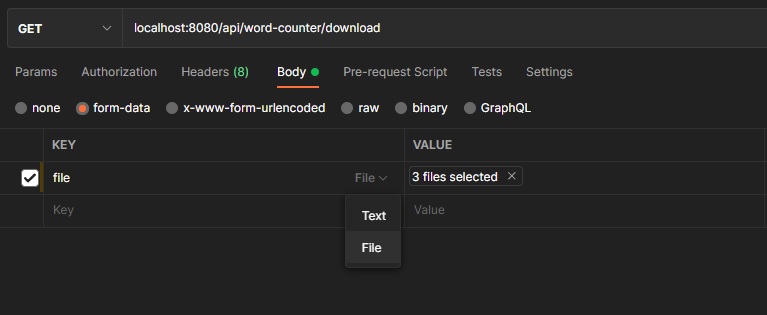 GET localhost:8080/api/word-counter/download
Params Authorization Headers (8) Body Pre-request Script Tests Settings
none form-data x-www-form-urlencoded raw binary GraphQL
KEY VALUE
file File 3 files selected
Key Value
Text
File